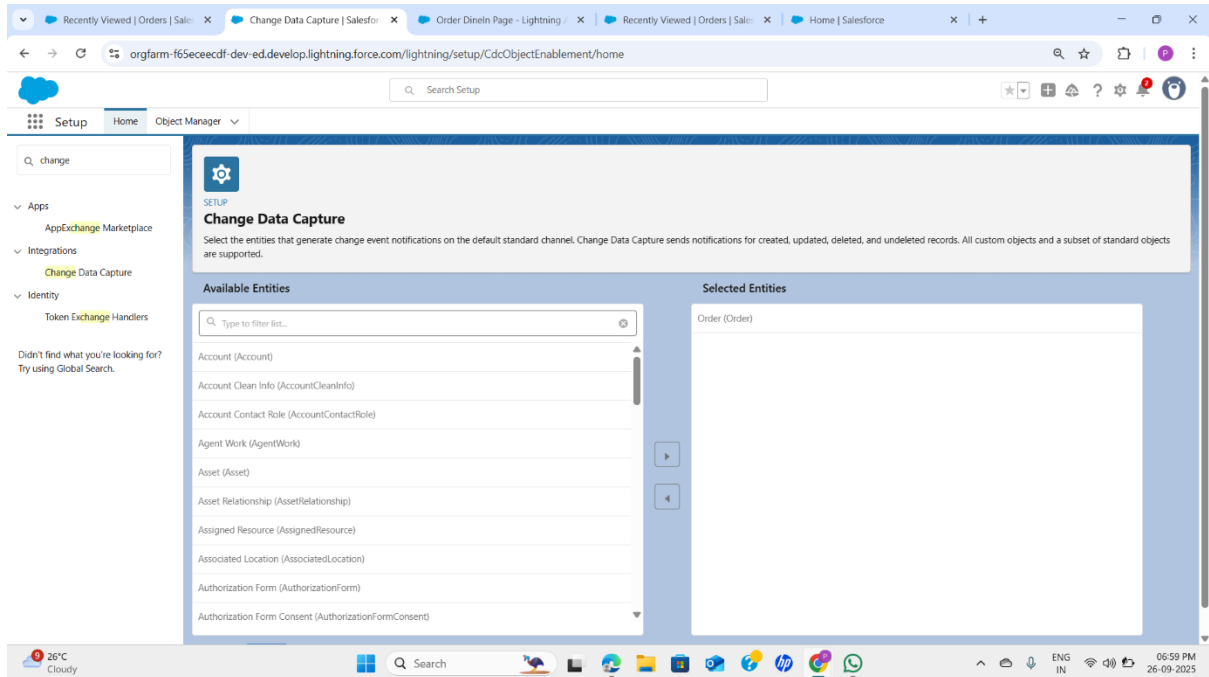 Recently Viewed | Orders | Sales
Change Data Capture | Salesfor
Order DineIn Page - Lightning A
Recently Viewed | Orders | Sales
Home | Salesforce
orgfarm-f65eceecdf-dev-ed.develop.lightning.force.com/lightning/setup/CdcObjectEnablement/home
P
Search Setup
2
Setup
Home
Object Manager
change
Apps
AppExchange Marketplace
Integrations
Change Data Capture
Identity
Token Exchange Handlers
Didn't find what you're looking for?
Try using Global Search.
SETUP
Change Data Capture
Select the entities that generate change event notifications on the default standard channel. Change Data Capture sends notifications for created, updated, deleted, and undeleted records. All custom objects and a subset of standard objects
are supported.
Available Entities
Type to filter list...
Account (Account)
Account Clean Info (AccountCleanInfo)
Account Contact Role (AccountContactRole)
Agent Work (AgentWork)
Asset (Asset)
Asset Relationship (AssetRelationship)
Assigned Resource (AssignedResource)
Associated Location (AssociatedLocation)
Authorization Form (AuthorizationForm)
Authorization Form Consent (AuthorizationFormConsent)
Selected Entities
Order (Order)
9
26°C
Cloudy
Search
hp
P
ENG
IN
06:59 PM
26-09-2025